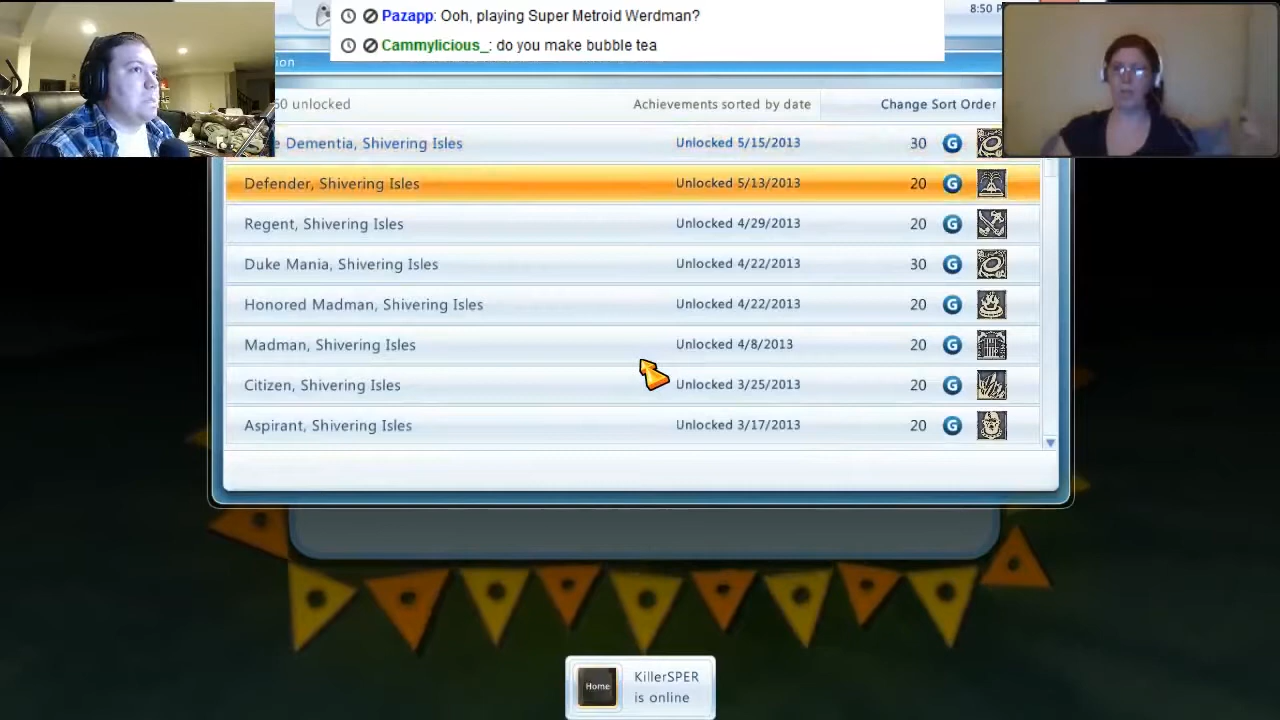 Pazapp: Ooh, playing Super Metroid Werdman?
8:50 P
Cammylicious_: do you make bubble tea
ion
50 unlocked Achievements sorted by date Change Sort Order
e Dementia, Shivering Isles Unlocked 5/15/2013 30 G
Defender, Shivering Isles Unlocked 5/13/2013 20 G
Regent, Shivering Isles Unlocked 4/29/2013 20 G
Duke Mania, Shivering Isles Unlocked 4/22/2013 30 G
Honored Madman, Shivering Isles Unlocked 4/22/2013 20 G
Madman, Shivering Isles Unlocked 4/8/2013 20 G
Citizen, Shivering Isles Unlocked 3/25/2013 20 G
Aspirant, Shivering Isles Unlocked 3/17/2013 20 G
Home
KillerSPER
is online